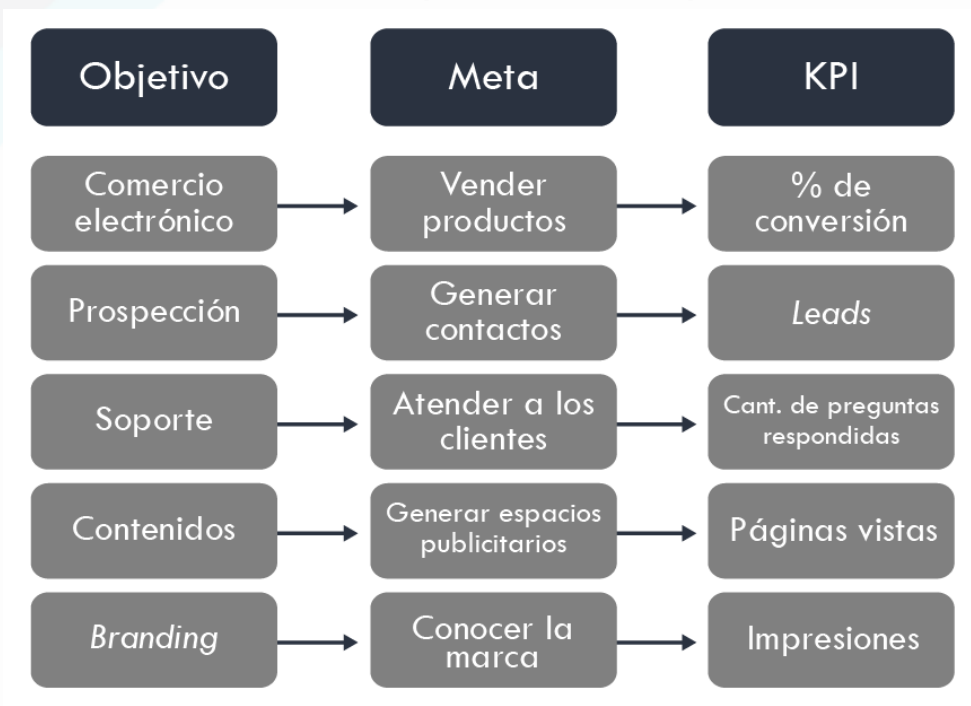 Objetivo
Meta
KPI
Comercio
electrónico
Vender
productos
% de
conversión
Prospección
Generar
contactos
Leads
Soporte
Atender a los
clientes
Cant. de preguntas
respondidas
Contenidos
Generar espacios
publicitarios
Páginas vistas
Branding
Conocer la
marca
Impresiones